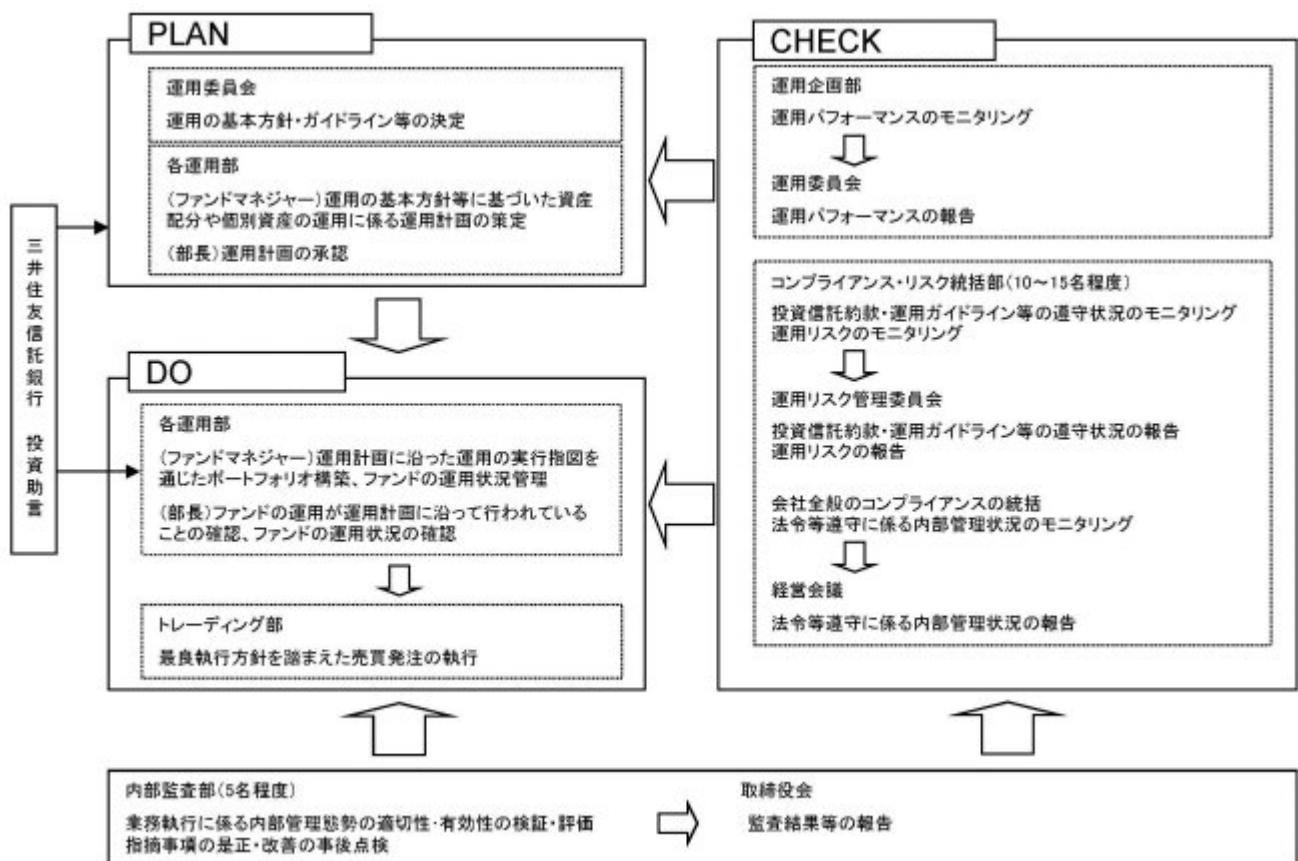 PLAN
運用委員会
運用の基本方針・ガイドライン等の決定
各運用部
(ファンドマネジャー)運用の基本方針等に基づいた資産
配分や個別資産の運用に係る運用計画の策定
(部長)運用計画の承認
三井住友信託銀行 投資助言
DO
各運用部
(ファンドマネジャー)運用計画に沿った運用の実行指図を
通じたポートフォリオ構築、ファンドの運用状況管理
(部長)ファンドの運用が運用計画に沿って行われている
ことの確認、ファンドの運用状況の確認
トレーディング部
最良執行方針を踏まえた売買発注の執行
CHECK
運用企画部
運用パフォーマンスのモニタリング
運用委員会
運用パフォーマンスの報告
コンプライアンス・リスク統括部(10~15名程度)
投資信託約款・運用ガイドライン等の遵守状況のモニタリング
運用リスクのモニタリング
運用リスク管理委員会
投資信託約款・運用ガイドライン等の遵守状況の報告
運用リスクの報告
会社全般のコンプライアンスの統括
法令等遵守に係る内部管理状況のモニタリング
経営会議
法令等遵守に係る内部管理状況の報告
内部監査部(5名程度)
業務執行に係る内部管理態勢の適切性・有効性の検証・評価
指摘事項の是正・改善の事後点検
取締役会
監査結果等の報告